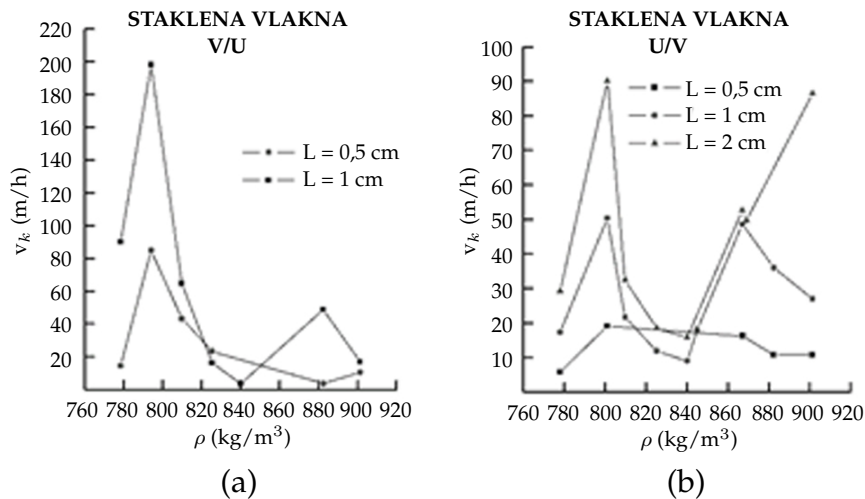 STAKLENA VLAKNA
V/U
220
200
180
160
140
120
100
80
60
40
20
v_k (m/h)
L = 0,5 cm
L = 1 cm
760 780 800 820 840 860 880 900 920
ρ (kg/m³)
(a)
STAKLENA VLAKNA
U/V
100
90
80
70
60
50
40
30
20
10
v_k (m/h)
L = 0,5 cm
L = 1 cm
L = 2 cm
760 780 800 820 840 860 880 900 920
ρ (kg/m³)
(b)